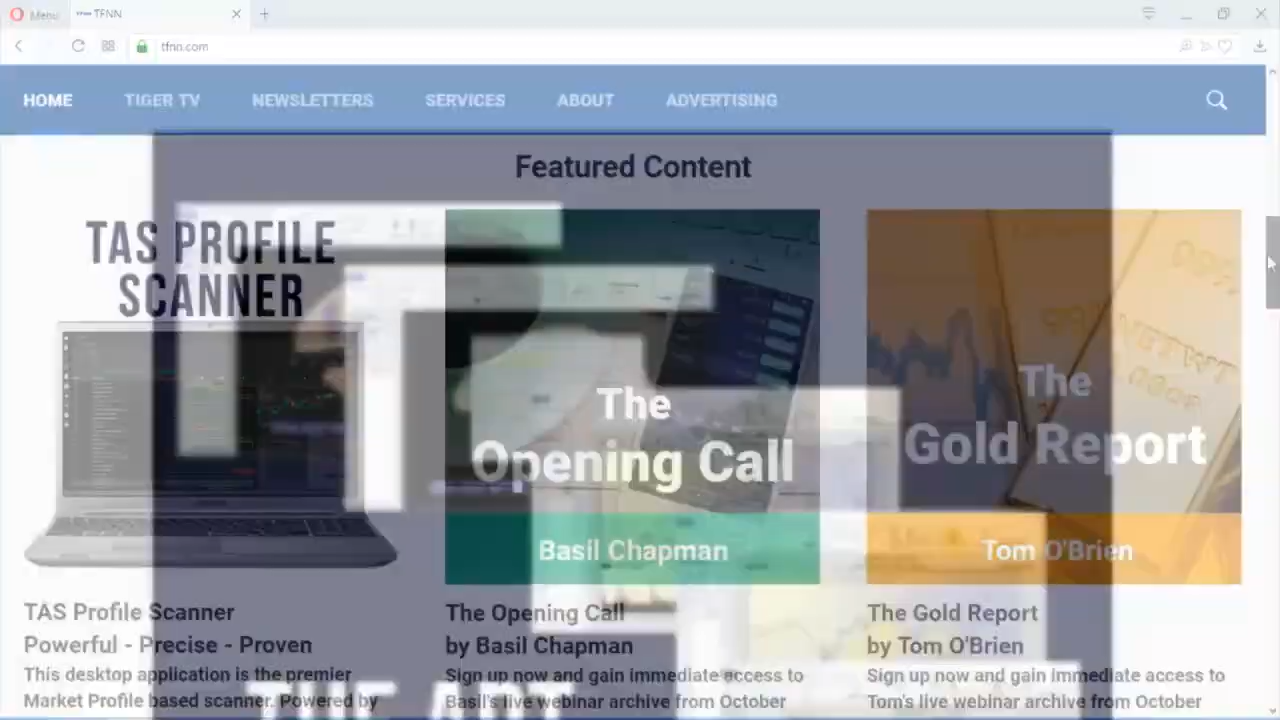 Menu
TFNN
tfnn.com
HOME TIGER TV NEWSLETTERS SERVICES ABOUT ADVERTISING
Featured Content
TAS PROFILE
SCANNER
The
Opening Call
Basil Chapman
The
Gold Report
Tom O'Brien
TAS Profile Scanner
Powerful - Precise - Proven
This desktop application is the premier
Market Profile based scanner. Powered by
The Opening Call
by Basil Chapman
Sign up now and gain immediate access to
Basil's live webinar archive from October
The Gold Report
by Tom O'Brien
Sign up now and gain immediate access to
Tom's live webinar archive from October